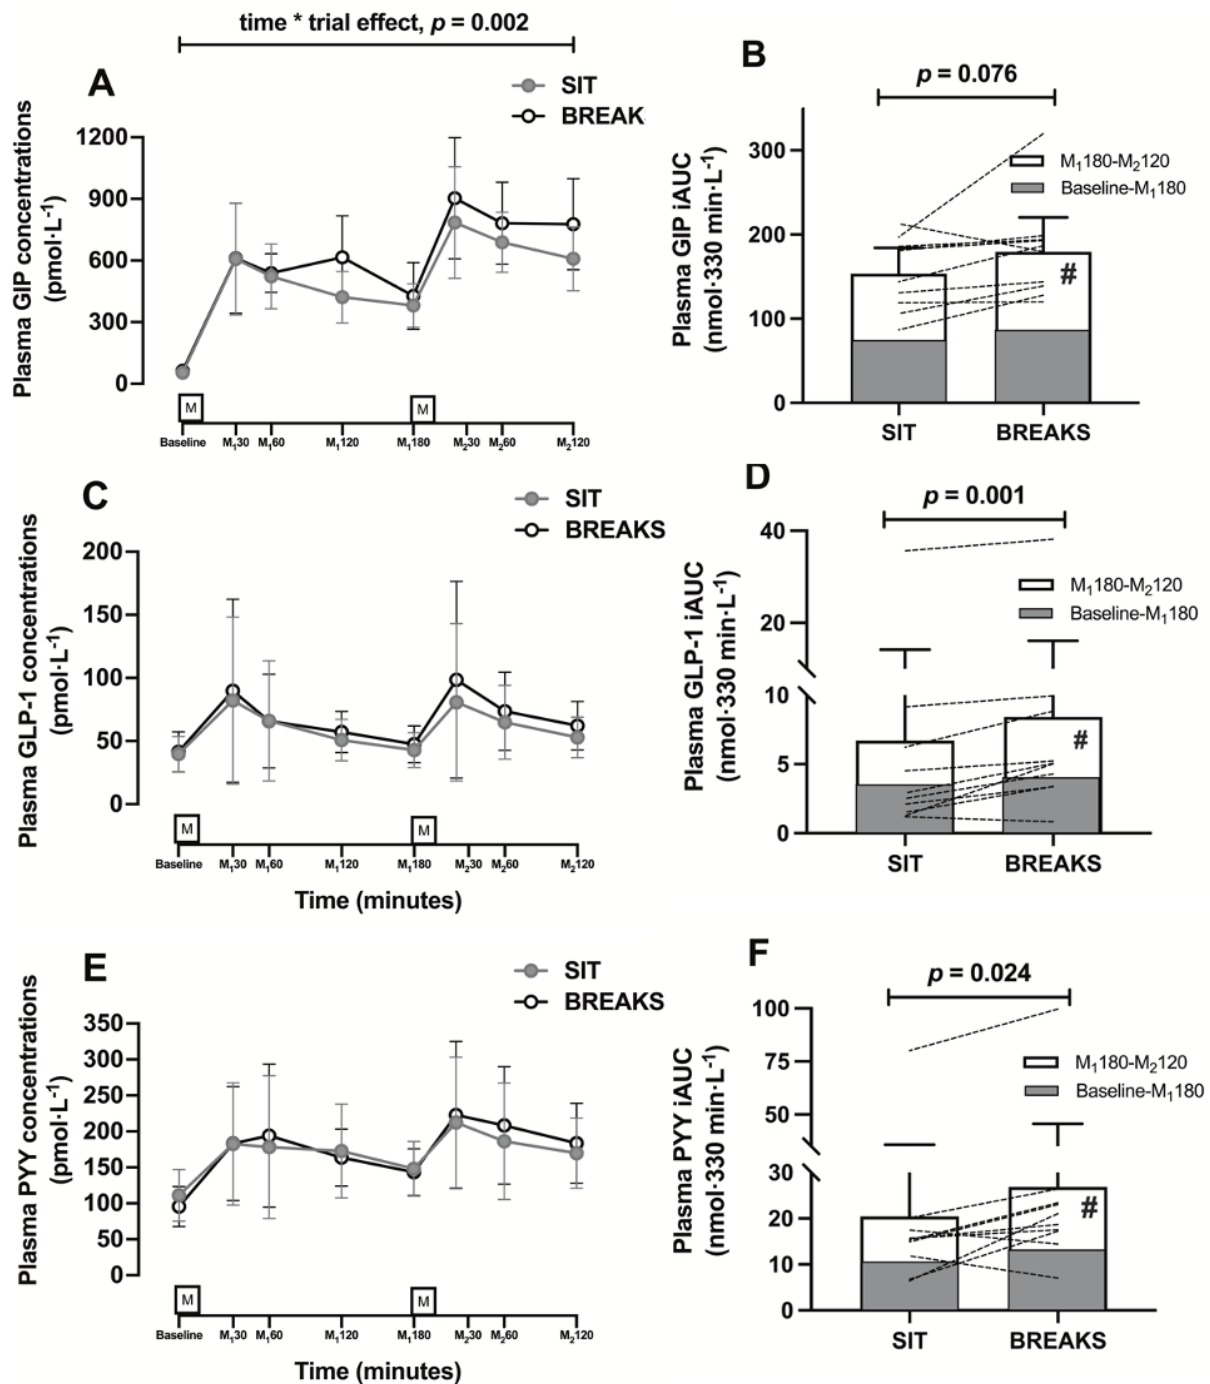 time * trial effect, p = 0.002
A
SIT
BREAK
Plasma GIP concentrations
(pmol·L⁻¹)
1200
900
600
300
0
M
M
Baseline M₁30 M₁60 M₁120 M₁180 M₂30 M₂60 M₂120
B
p = 0.076
Plasma GIP iAUC
(nmol·330 min·L⁻¹)
300
200
100
0
M₁180-M₂120
Baseline-M₁180
#
SIT BREAKS
C
SIT
BREAKS
Plasma GLP-1 concentrations
(pmol·L⁻¹)
200
150
100
50
0
M
M
Baseline M₁30 M₁60 M₁120 M₁180 M₂30 M₂60 M₂120
Time (minutes)
D
p = 0.001
Plasma GLP-1 iAUC
(nmol·330 min·L⁻¹)
40
20
10
5
0
M₁180-M₂120
Baseline-M₁180
#
SIT BREAKS
E
SIT
BREAKS
Plasma PYY concentrations
(pmol·L⁻¹)
350
300
250
200
150
100
50
0
M
M
Baseline M₁30 M₁60 M₁120 M₁180 M₂30 M₂60 M₂120
Time (minutes)
F
p = 0.024
Plasma PYY iAUC
(nmol·330 min·L⁻¹)
100
75
50
30
20
10
0
M₁180-M₂120
Baseline-M₁180
#
SIT BREAKS